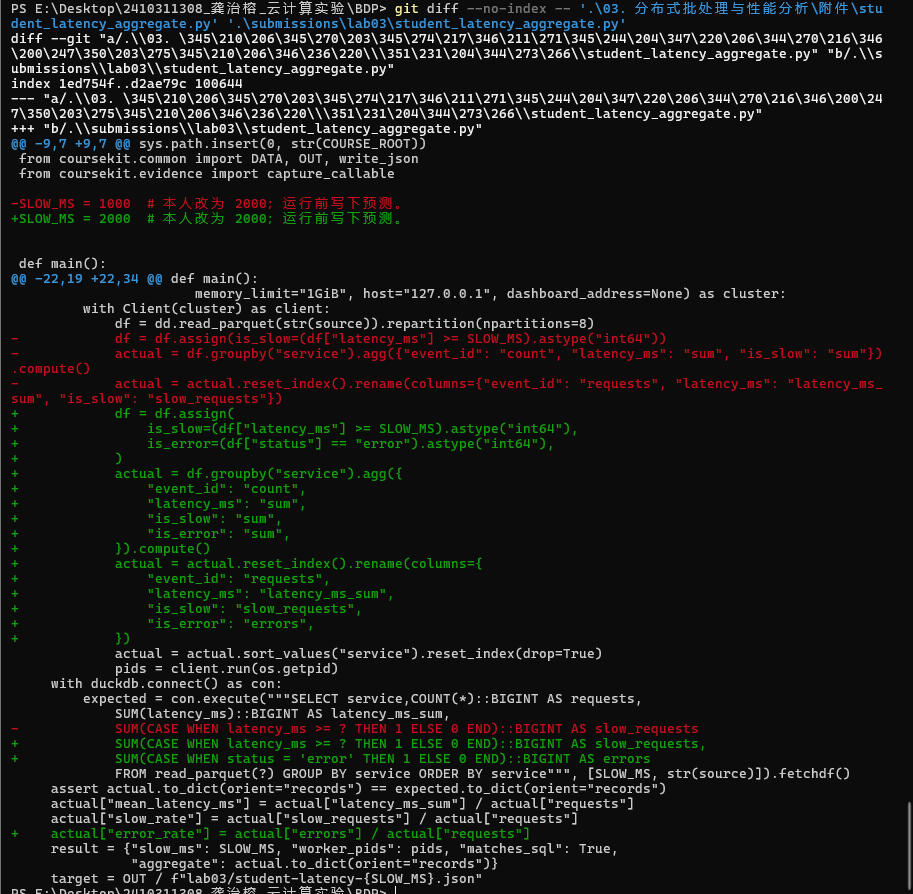 PS E:\Desktop\2410311308_龚治榕_云计算实验\BDP> git diff --no-index -- '.\03. 分布式批处理与性能分析\附件\stu
dent_latency_aggregate.py' '.\submissions\lab03\student_latency_aggregate.py'
diff --git "a/.\\03. \345\210\206\345\270\203\345\274\217\346\211\271\345\244\204\347\220\206\344\270\216\346
\200\247\350\203\275\345\210\206\346\236\220\\\351\231\204\344\273\266\\student_latency_aggregate.py" "b/.\\s
ubmissions\\lab03\\student_latency_aggregate.py"
index 1ed754f..d2ae79c 100644
--- "a/.\\03. \345\210\206\345\270\203\345\274\217\346\211\271\345\244\204\347\220\206\344\270\216\346\200\24
7\350\203\275\345\210\206\346\236\220\\\351\231\204\344\273\266\\student_latency_aggregate.py"
+++ "b/.\\submissions\\lab03\\student_latency_aggregate.py"
@@ -9,7 +9,7 @@ sys.path.insert(0, str(COURSE_ROOT))
 from coursekit.common import DATA, OUT, write_json
 from coursekit.evidence import capture_callable

-SLOW_MS = 1000  # 本人改为 2000; 运行前写下预测。
+SLOW_MS = 2000  # 本人改为 2000; 运行前写下预测。


 def main():
@@ -22,19 +22,34 @@ def main():
                       memory_limit="1GiB", host="127.0.0.1", dashboard_address=None) as cluster:
         with Client(cluster) as client:
             df = dd.read_parquet(str(source)).repartition(npartitions=8)
-            df = df.assign(is_slow=(df["latency_ms"] >= SLOW_MS).astype("int64"))
-            actual = df.groupby("service").agg({"event_id": "count", "latency_ms": "sum", "is_slow": "sum"})
.compute()
-            actual = actual.reset_index().rename(columns={"event_id": "requests", "latency_ms": "latency_ms_
sum", "is_slow": "slow_requests"})
+            df = df.assign(
+                is_slow=(df["latency_ms"] >= SLOW_MS).astype("int64"),
+                is_error=(df["status"] == "error").astype("int64"),
+            )
+            actual = df.groupby("service").agg({
+                "event_id": "count",
+                "latency_ms": "sum",
+                "is_slow": "sum",
+                "is_error": "sum",
+            }).compute()
+            actual = actual.reset_index().rename(columns={
+                "event_id": "requests",
+                "latency_ms": "latency_ms_sum",
+                "is_slow": "slow_requests",
+                "is_error": "errors",
+            })
             actual = actual.sort_values("service").reset_index(drop=True)
             pids = client.run(os.getpid)
     with duckdb.connect() as con:
         expected = con.execute("""SELECT service,COUNT(*)::BIGINT AS requests,
             SUM(latency_ms)::BIGINT AS latency_ms_sum,
-            SUM(CASE WHEN latency_ms >= ? THEN 1 ELSE 0 END)::BIGINT AS slow_requests
+            SUM(CASE WHEN latency_ms >= ? THEN 1 ELSE 0 END)::BIGINT AS slow_requests,
+            SUM(CASE WHEN status = 'error' THEN 1 ELSE 0 END)::BIGINT AS errors
             FROM read_parquet(?) GROUP BY service ORDER BY service""", [SLOW_MS, str(source)]).fetchdf()
     assert actual.to_dict(orient="records") == expected.to_dict(orient="records")
     actual["mean_latency_ms"] = actual["latency_ms_sum"] / actual["requests"]
     actual["slow_rate"] = actual["slow_requests"] / actual["requests"]
+    actual["error_rate"] = actual["errors"] / actual["requests"]
     result = {"slow_ms": SLOW_MS, "worker_pids": pids, "matches_sql": True,
               "aggregate": actual.to_dict(orient="records")}
     target = OUT / f"lab03/student-latency-{SLOW_MS}.json"
PS E:\Desktop\2410311308_龚治榕_云计算实验\BDP>